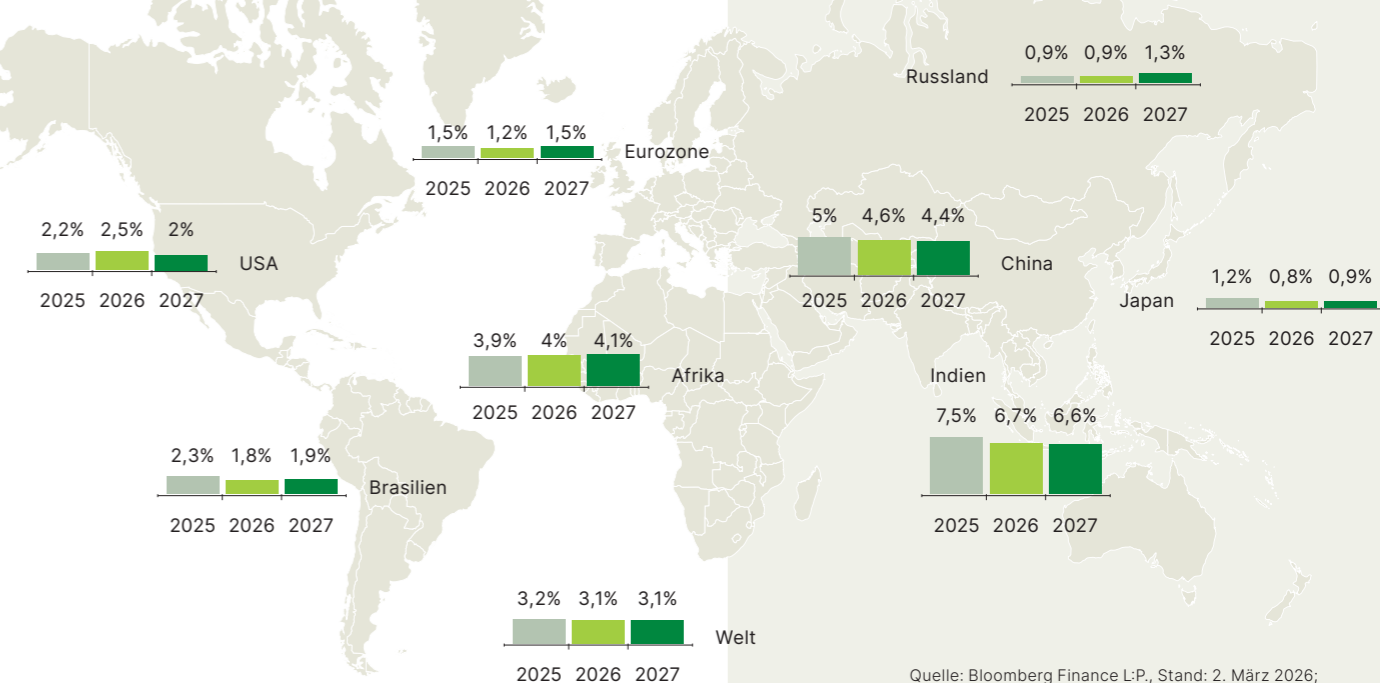 0,9% 0,9% 1,3%
Russland
2025 2026 2027
1,5% 1,2% 1,5%
Eurozone
2025 2026 2027
2,2% 2,5% 2%
USA
2025 2026 2027
5% 4,6% 4,4%
China
2025 2026 2027
1,2% 0,8% 0,9%
Japan
2025 2026 2027
3,9% 4% 4,1%
Afrika
2025 2026 2027
Indien
7,5% 6,7% 6,6%
2025 2026 2027
2,3% 1,8% 1,9%
Brasilien
2025 2026 2027
3,2% 3,1% 3,1%
Welt
2025 2026 2027
Quelle: Bloomberg Finance L:P., Stand: 2. März 2026;